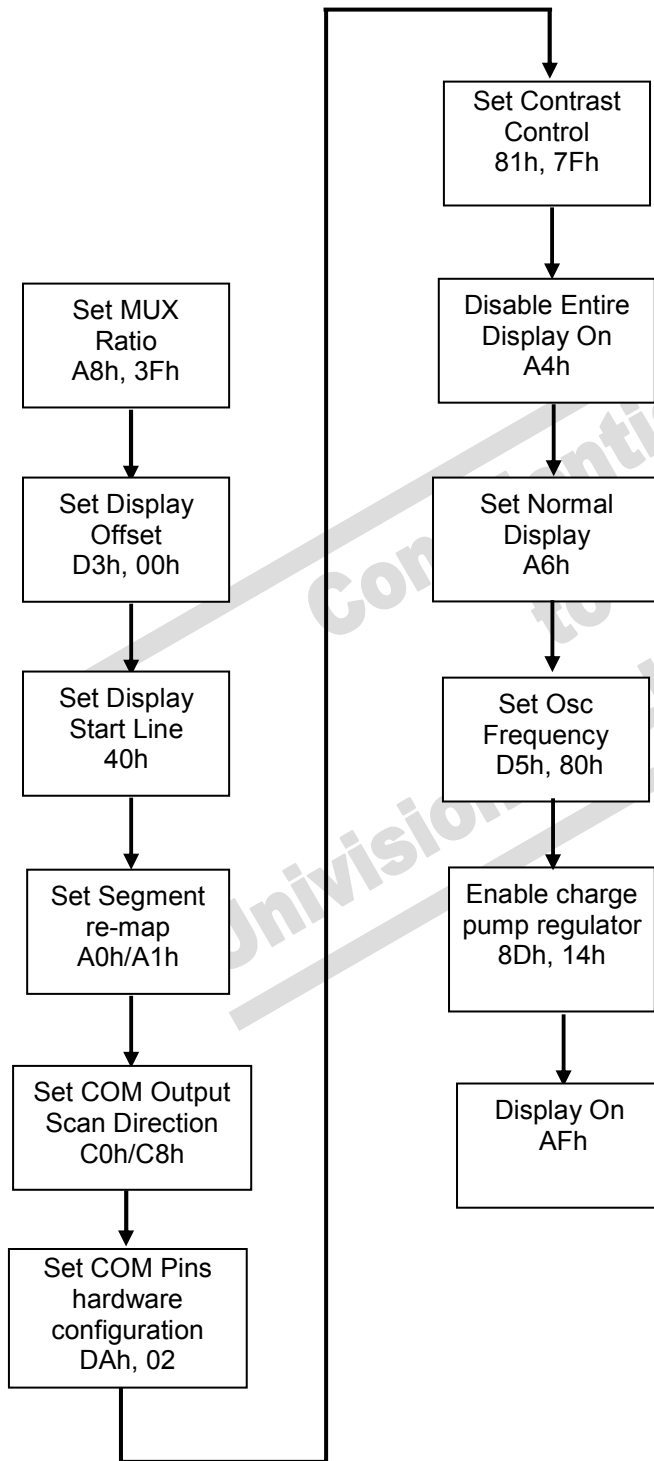 Set MUX
Ratio
A8h, 3Fh
Set Display
Offset
D3h, 00h
Set Display
Start Line
40h
Set Segment
re-map
A0h/A1h
Set COM Output
Scan Direction
C0h/C8h
Set COM Pins
hardware
configuration
DAh, 02
Set Contrast
Control
81h, 7Fh
Disable Entire
Display On
A4h
Set Normal
Display
A6h
Set Osc
Frequency
D5h, 80h
Enable charge
pump regulator
8Dh, 14h
Display On
AFh
to